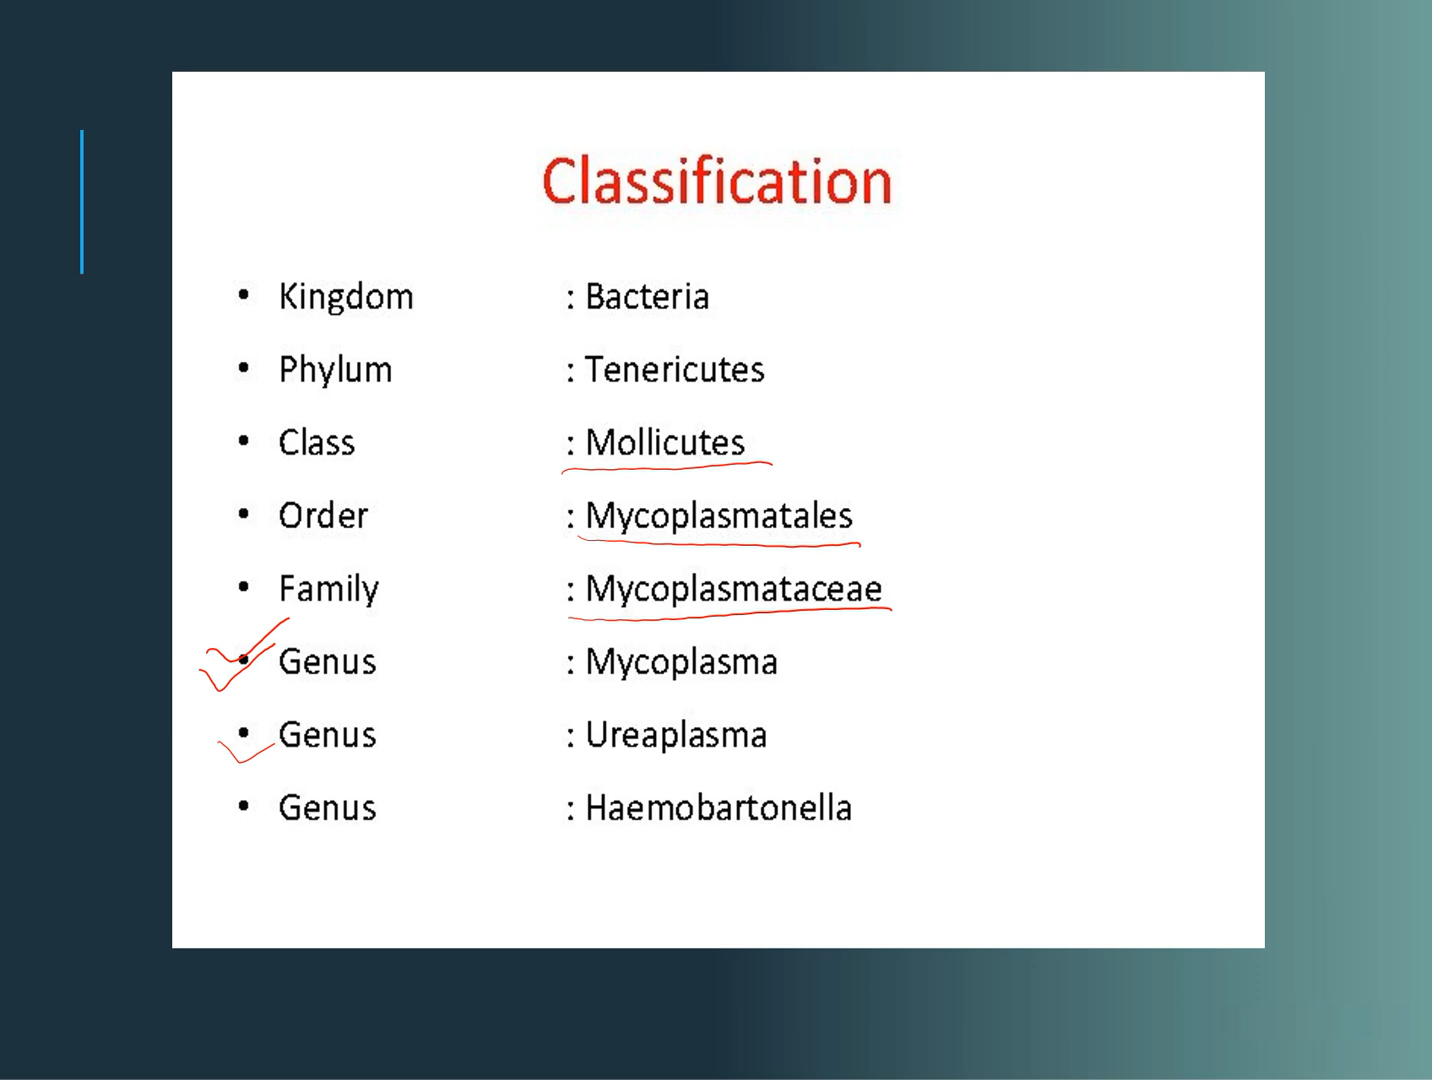 Classification
• Kingdom : Bacteria
• Phylum : Tenericutes
• Class : Mollicutes
• Order : Mycoplasmatales
• Family : Mycoplasmataceae
• Genus : Mycoplasma
• Genus : Ureaplasma
• Genus : Haemobartonella